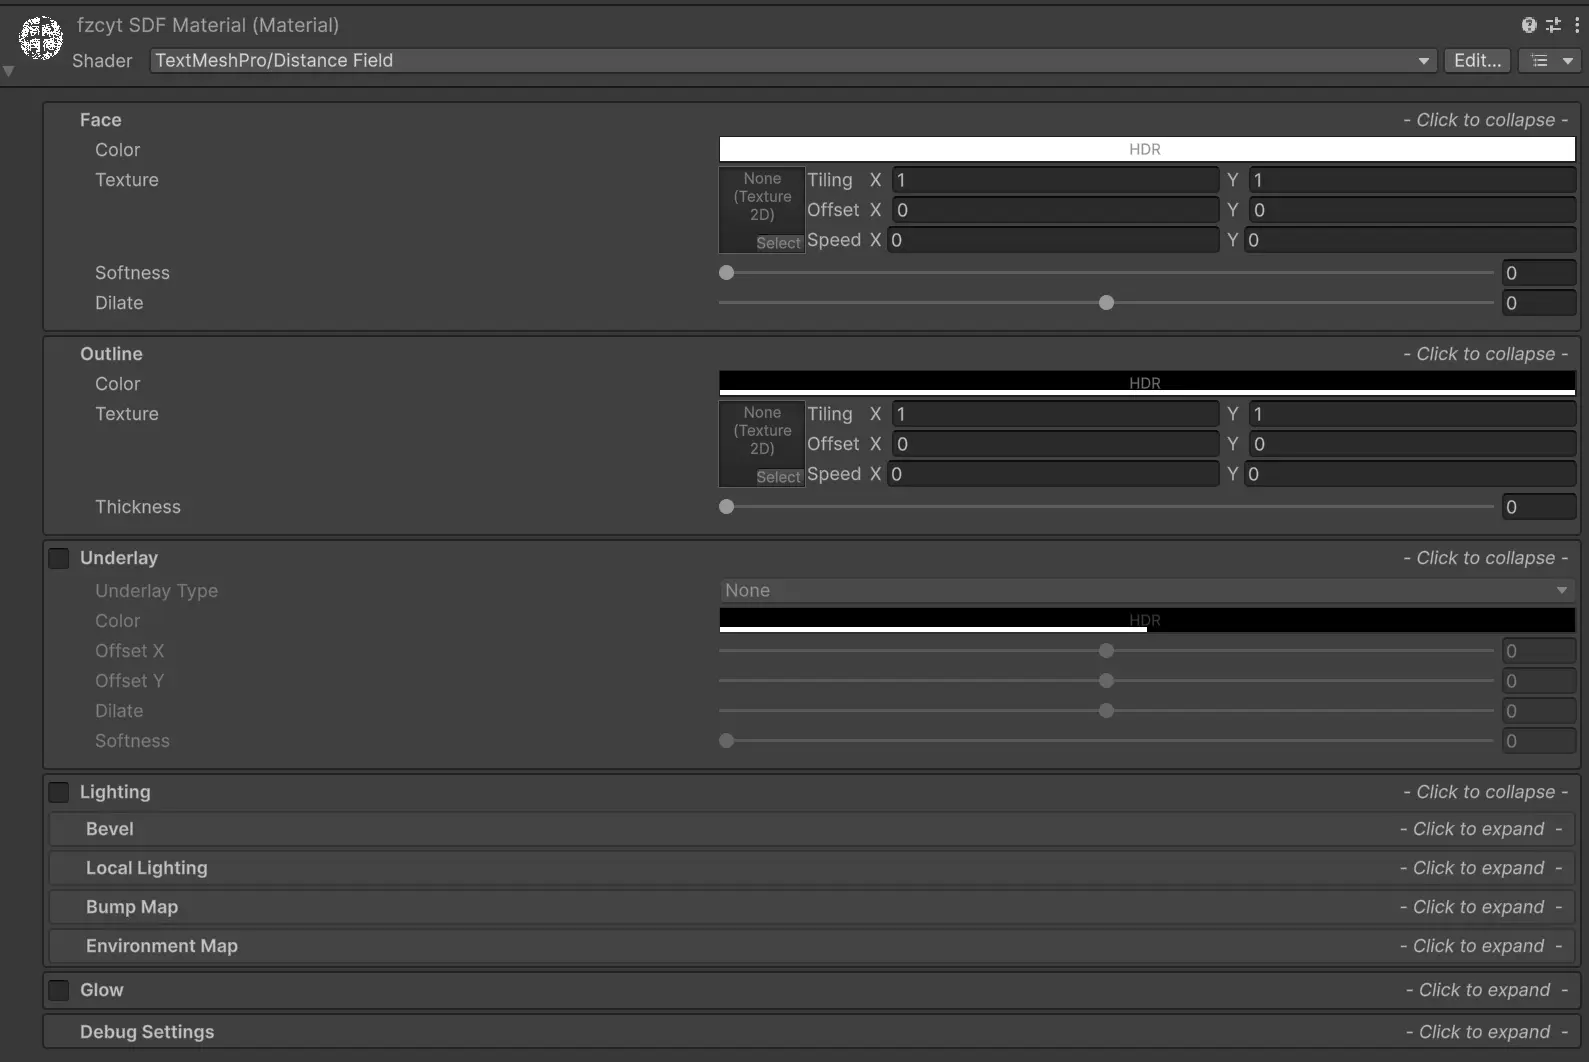 fzcyt SDF Material (Material)
Shader TextMeshPro/Distance Field Edit...
Face - Click to collapse -
Color HDR
Texture None (Texture 2D) Select
Tiling X 1 Y 1
Offset X 0 Y 0
Speed X 0 Y 0
Softness 0
Dilate 0
Outline - Click to collapse -
Color HDR
Texture None (Texture 2D) Select
Tiling X 1 Y 1
Offset X 0 Y 0
Speed X 0 Y 0
Thickness 0
Underlay - Click to collapse -
Underlay Type None
Color HDR
Offset X 0
Offset Y 0
Dilate 0
Softness 0
Lighting - Click to collapse -
Bevel - Click to expand -
Local Lighting - Click to expand -
Bump Map - Click to expand -
Environment Map - Click to expand -
Glow - Click to expand -
Debug Settings - Click to expand -